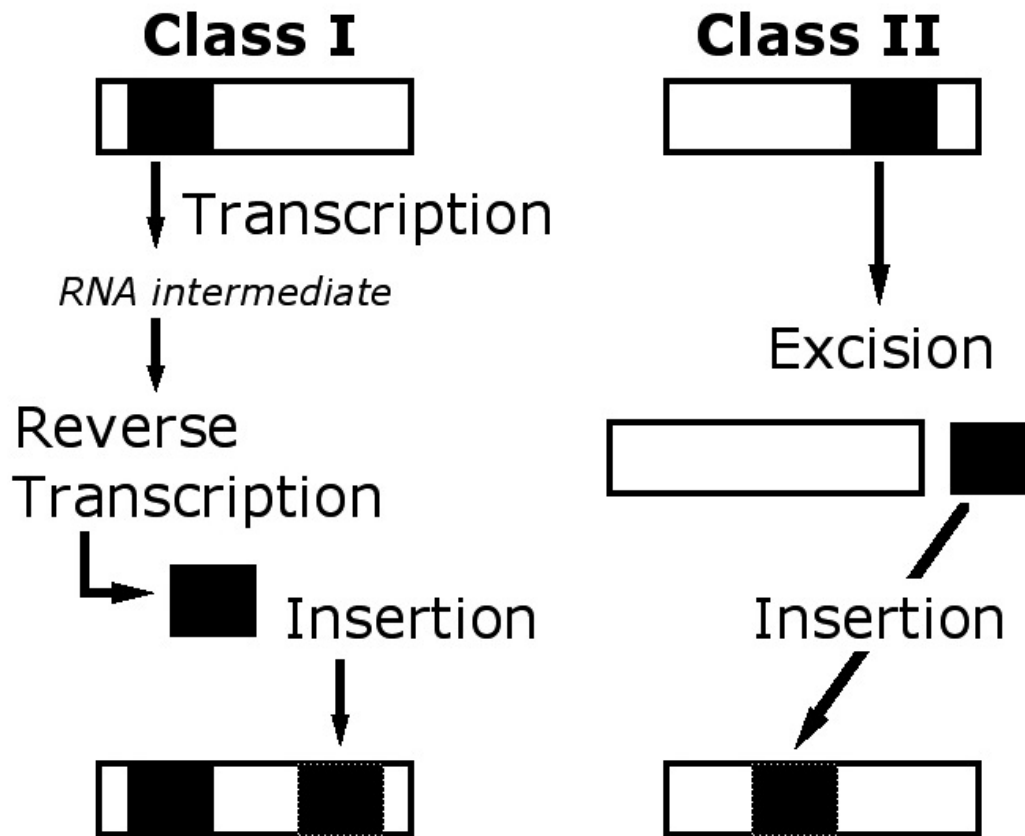 Class I
Transcription
RNA intermediate
Reverse
Transcription
Insertion
Class II
Excision
Insertion